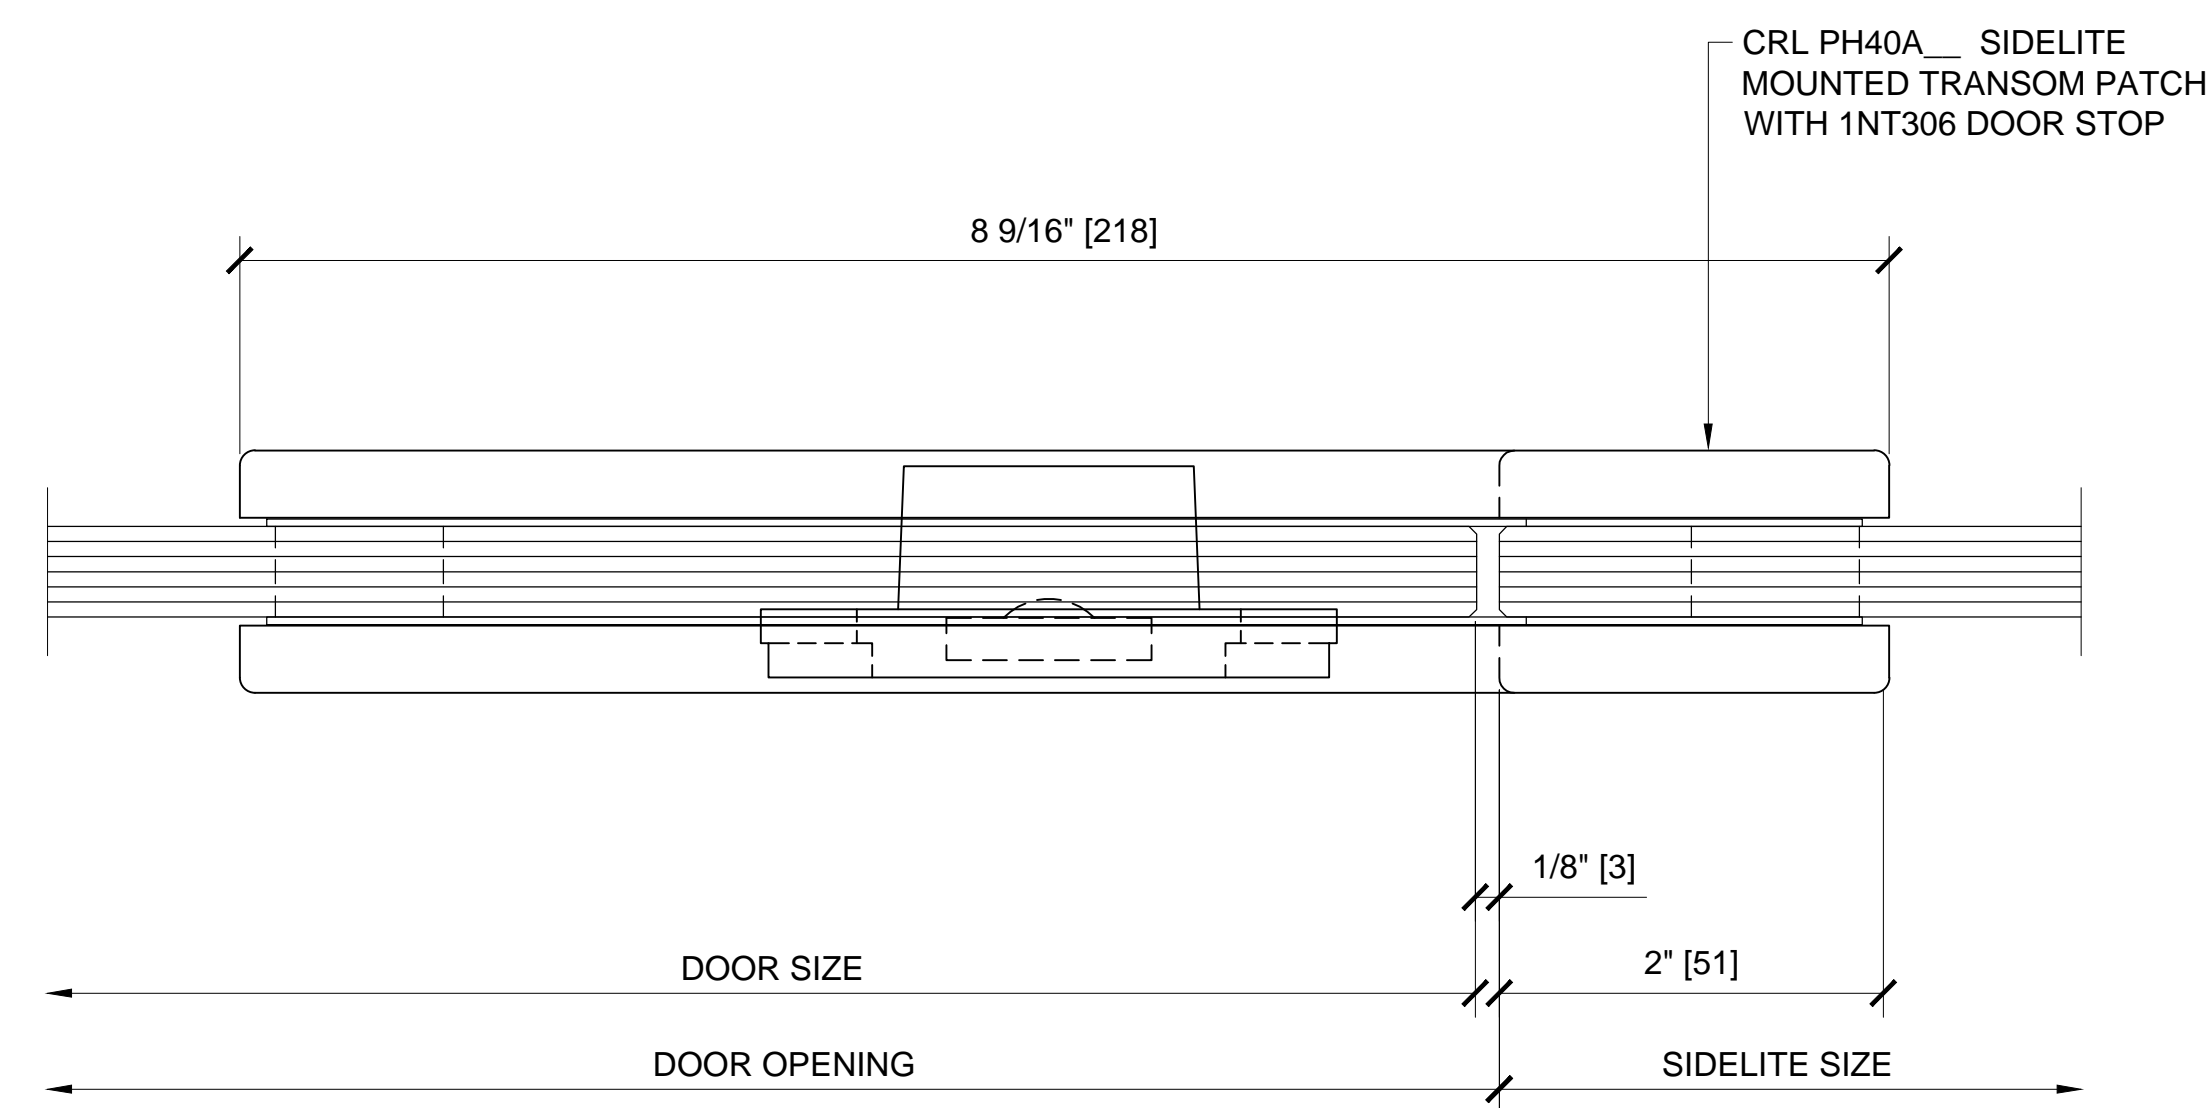 CRL PH40A__ SIDELITE
MOUNTED TRANSOM PATCH
WITH 1NT306 DOOR STOP
8 9/16" [218]
1/8" [3]
DOOR SIZE
2" [51]
DOOR OPENING
SIDELITE SIZE